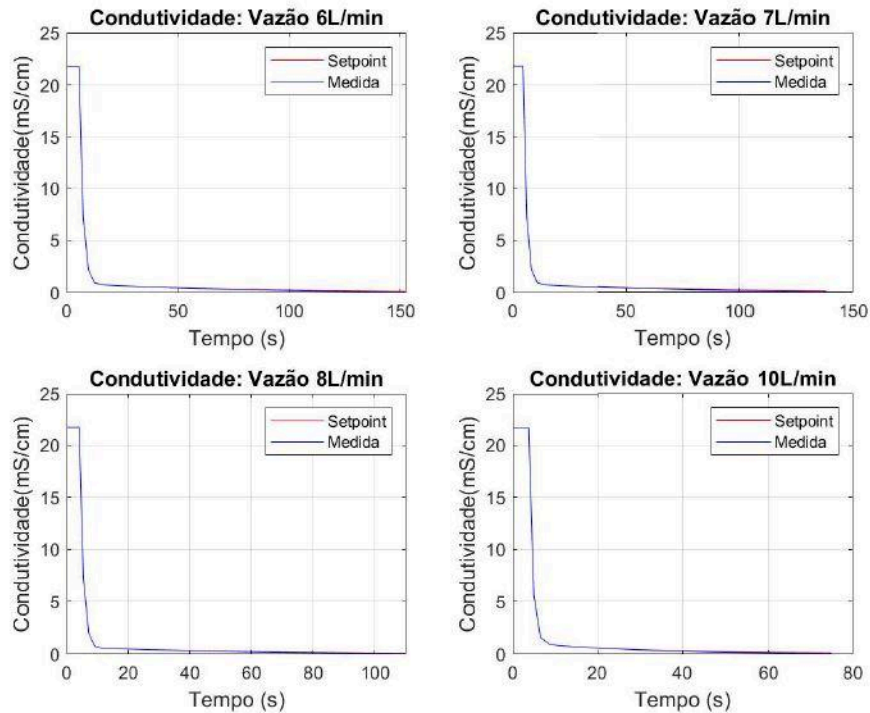 Condutividade: Vazão 6L/min
Condutividade(mS/cm)
25
20
15
10
5
0
Setpoint
Medida
0 50 100 150
Tempo (s)
Condutividade: Vazão 7L/min
Condutividade(mS/cm)
25
20
15
10
5
0
Setpoint
Medida
0 50 100 150
Tempo (s)
Condutividade: Vazão 8L/min
Condutividade(mS/cm)
25
20
15
10
5
0
Setpoint
Medida
0 20 40 60 80 100
Tempo (s)
Condutividade: Vazão 10L/min
Condutividade(mS/cm)
25
20
15
10
5
0
Setpoint
Medida
0 20 40 60 80
Tempo (s)